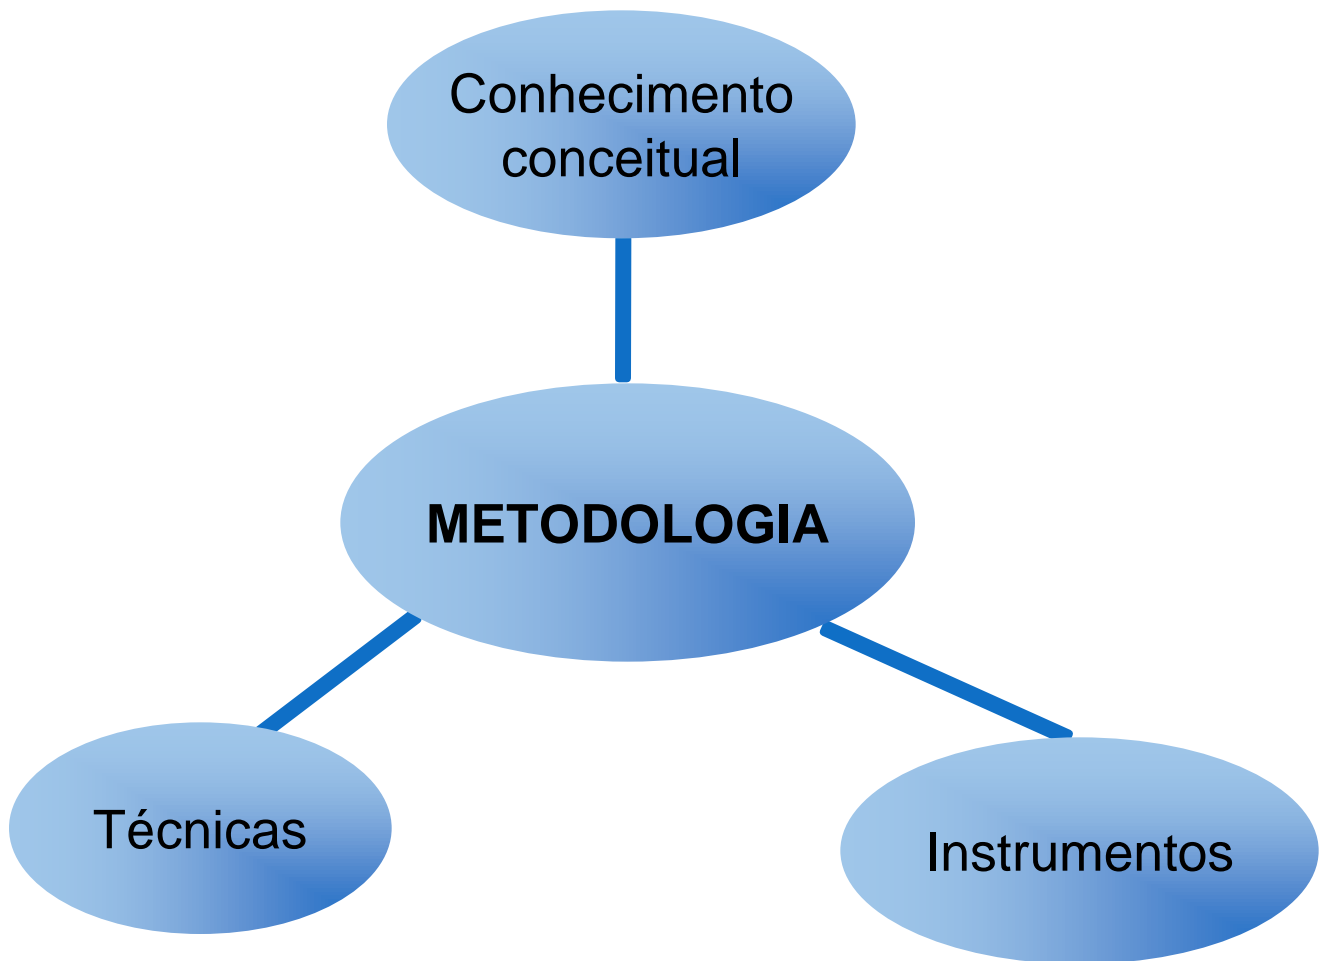 Conhecimento
conceitual
METODOLOGIA
Técnicas
Instrumentos